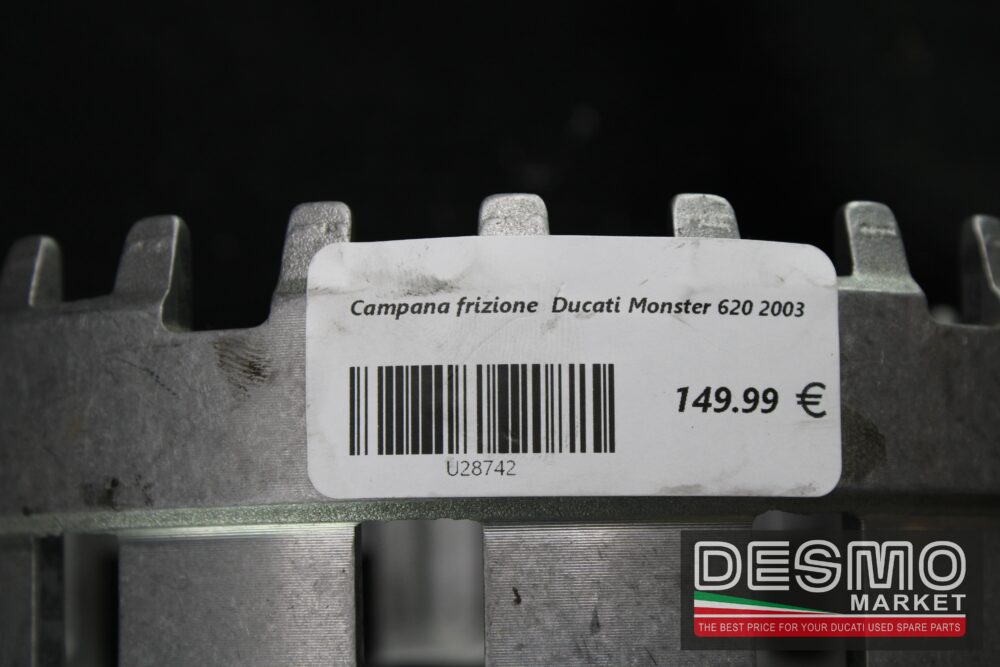 Campana frizione Ducati Monster 620 2003
149.99 €
U28742
DESMO
MARKET
THE BEST PRICE FOR YOUR DUCATI USED SPARE PARTS